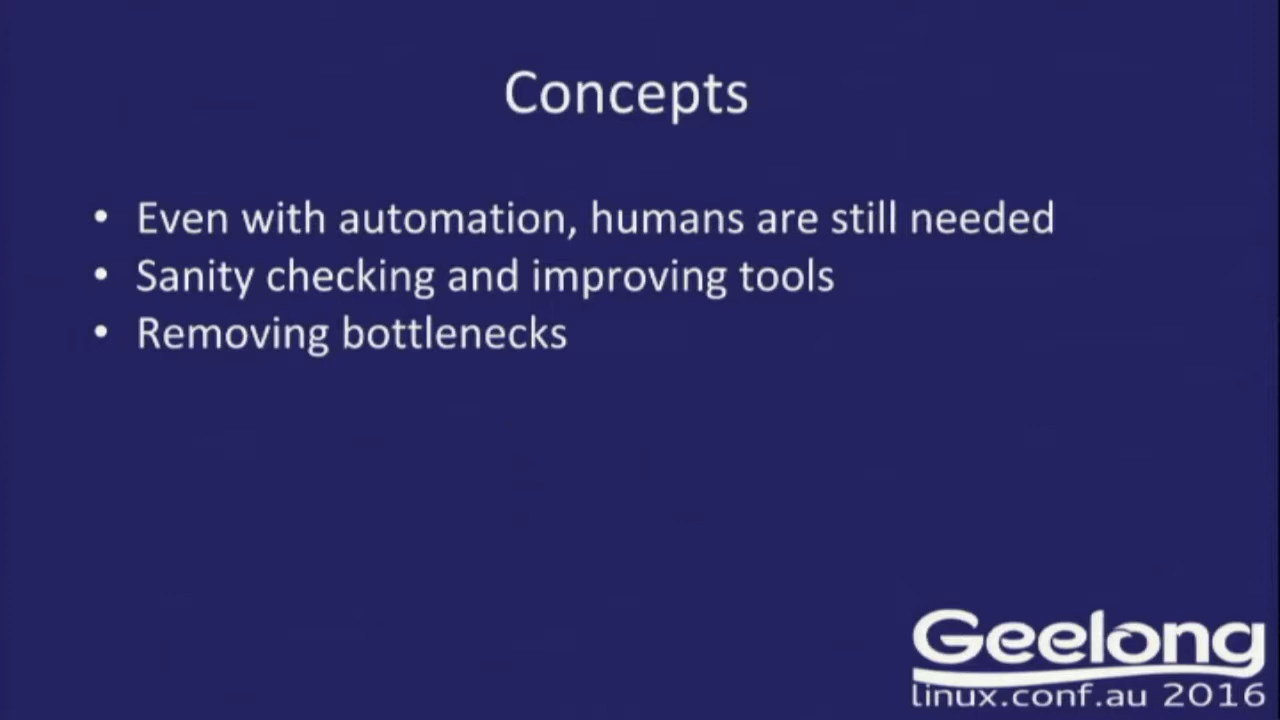 Concepts
• Even with automation, humans are still needed
• Sanity checking and improving tools
• Removing bottlenecks
Geelong
linux.conf.au 2016